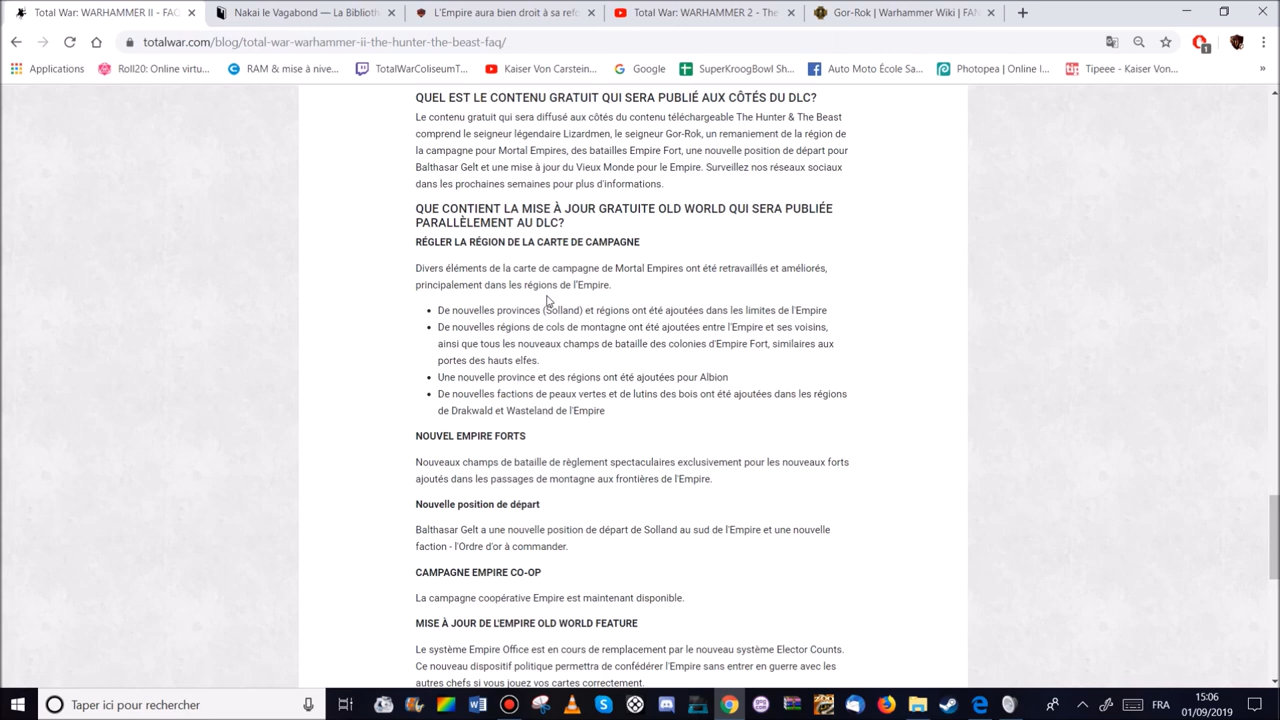 Total War: WARHAMMER II - FAQ
Nakai le Vagabond — La Biblioth
L'Empire aura bien droit à sa refo
Total War: WARHAMMER 2 - The
Gor-Rok | Warhammer Wiki | FAN
totalwar.com/blog/total-war-warhammer-ii-the-hunter-the-beast-faq/
Applications
Roll20: Online virtu...
RAM & mise à nive...
TotalWarColiseumT...
Kaiser Von Carstein...
Google
SuperKroogBowl Sh...
Auto Moto École Sa...
Photopea | Online I...
Tipeee - Kaiser Von...
QUEL EST LE CONTENU GRATUIT QUI SERA PUBLIÉ AUX CÔTÉS DU DLC?
Le contenu gratuit qui sera diffusé aux côtés du contenu téléchargeable The Hunter & The Beast
comprend le seigneur légendaire Lizardmen, le seigneur Gor-Rok, un remaniement de la région de
la campagne pour Mortal Empires, des batailles Empire Fort, une nouvelle position de départ pour
Balthasar Gelt et une mise à jour du Vieux Monde pour le Empire. Surveillez nos réseaux sociaux
dans les prochaines semaines pour plus d'informations.
QUE CONTIENT LA MISE À JOUR GRATUITE OLD WORLD QUI SERA PUBLIÉE
PARALLÈLEMENT AU DLC?
RÉGLER LA RÉGION DE LA CARTE DE CAMPAGNE
Divers éléments de la carte de campagne de Mortal Empires ont été retravaillés et améliorés,
principalement dans les régions de l'Empire.
• De nouvelles provinces (Solland) et régions ont été ajoutées dans les limites de l'Empire
• De nouvelles régions de cols de montagne ont été ajoutées entre l'Empire et ses voisins,
ainsi que tous les nouveaux champs de bataille des colonies d'Empire Fort, similaires aux
portes des hauts elfes.
• Une nouvelle province et des régions ont été ajoutées pour Albion
• De nouvelles factions de peaux vertes et de lutins des bois ont été ajoutées dans les régions
de Drakwald et Wasteland de l'Empire
NOUVEL EMPIRE FORTS
Nouveaux champs de bataille de règlement spectaculaires exclusivement pour les nouveaux forts
ajoutés dans les passages de montagne aux frontières de l'Empire.
Nouvelle position de départ
Balthasar Gelt a une nouvelle position de départ de Solland au sud de l'Empire et une nouvelle
faction - l'Ordre d'or à commander.
CAMPAGNE EMPIRE CO-OP
La campagne coopérative Empire est maintenant disponible.
MISE À JOUR DE L'EMPIRE OLD WORLD FEATURE
Le système Empire Office est en cours de remplacement par le nouveau système Elector Counts.
Ce nouveau dispositif politique permettra de confédérer l'Empire sans entrer en guerre avec les
autres chefs si vous jouez vos cartes correctement.
Taper ici pour rechercher
FRA
15:06
01/09/2019